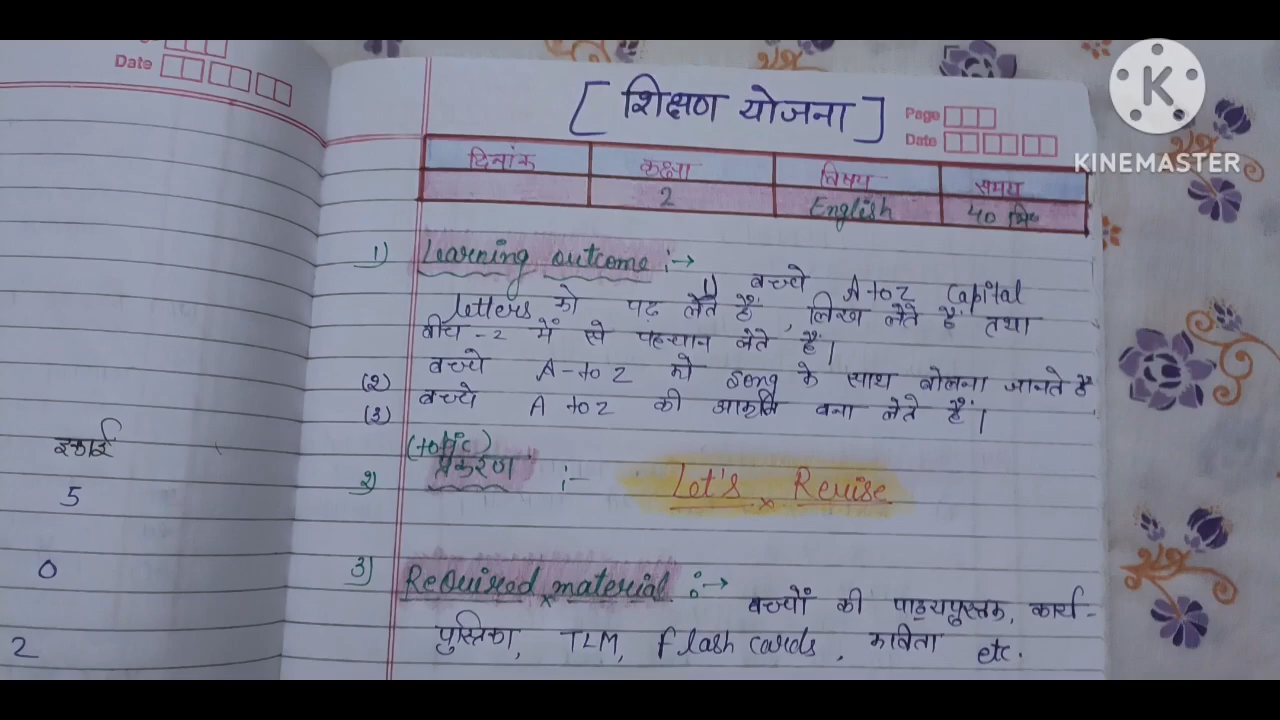 Date
इकाई
5
0
2
[ शिक्षण योजना ]
Page
Date
दिनांक कक्षा विषय समय
2 English 40 मि०
1) Learning outcome :→
1) बच्चे A to Z Capital
letters को पढ़ लेते हैं, लिख लेते हैं तथा
बीच-2 में से पहचान लेते हैं।
(2) बच्चे A-to Z को song के साथ बोलना जानते है
(3) बच्चे A to Z की आकृति बना लेते हैं।
(topic)
2) प्रकरण :- Let's Revise
3) Required material :→ बच्चों की पाठ्यपुस्तक, कार्य-
पुस्तिका, TLM, flash cards, कविता etc.
K
KINEMASTER